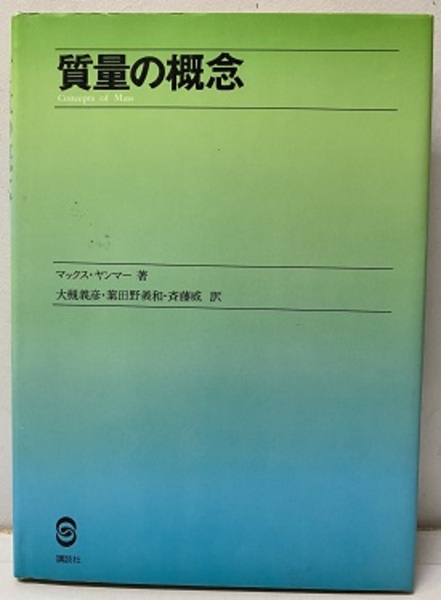 質量の概念
Concepts of Mass
マックス・ヤンマー 著
大槻義彦・葉田野義和・斉藤威 訳
講談社